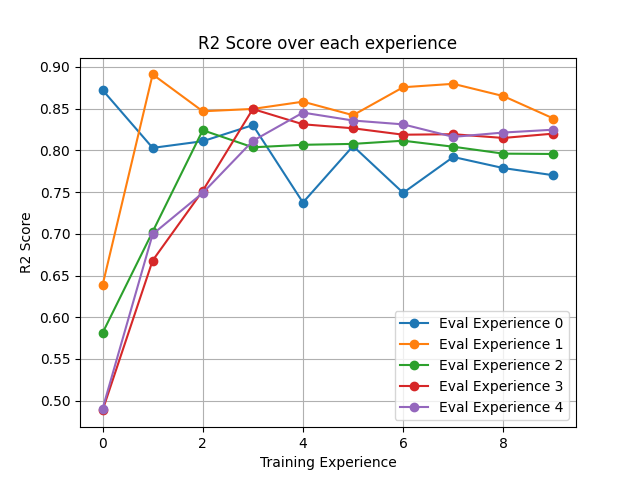 R2 Score over each experience
0.90
0.85
0.80
0.75
0.70
0.65
0.60
0.55
0.50
R2 Score
Eval Experience 0
Eval Experience 1
Eval Experience 2
Eval Experience 3
Eval Experience 4
0 2 4 6 8
Training Experience